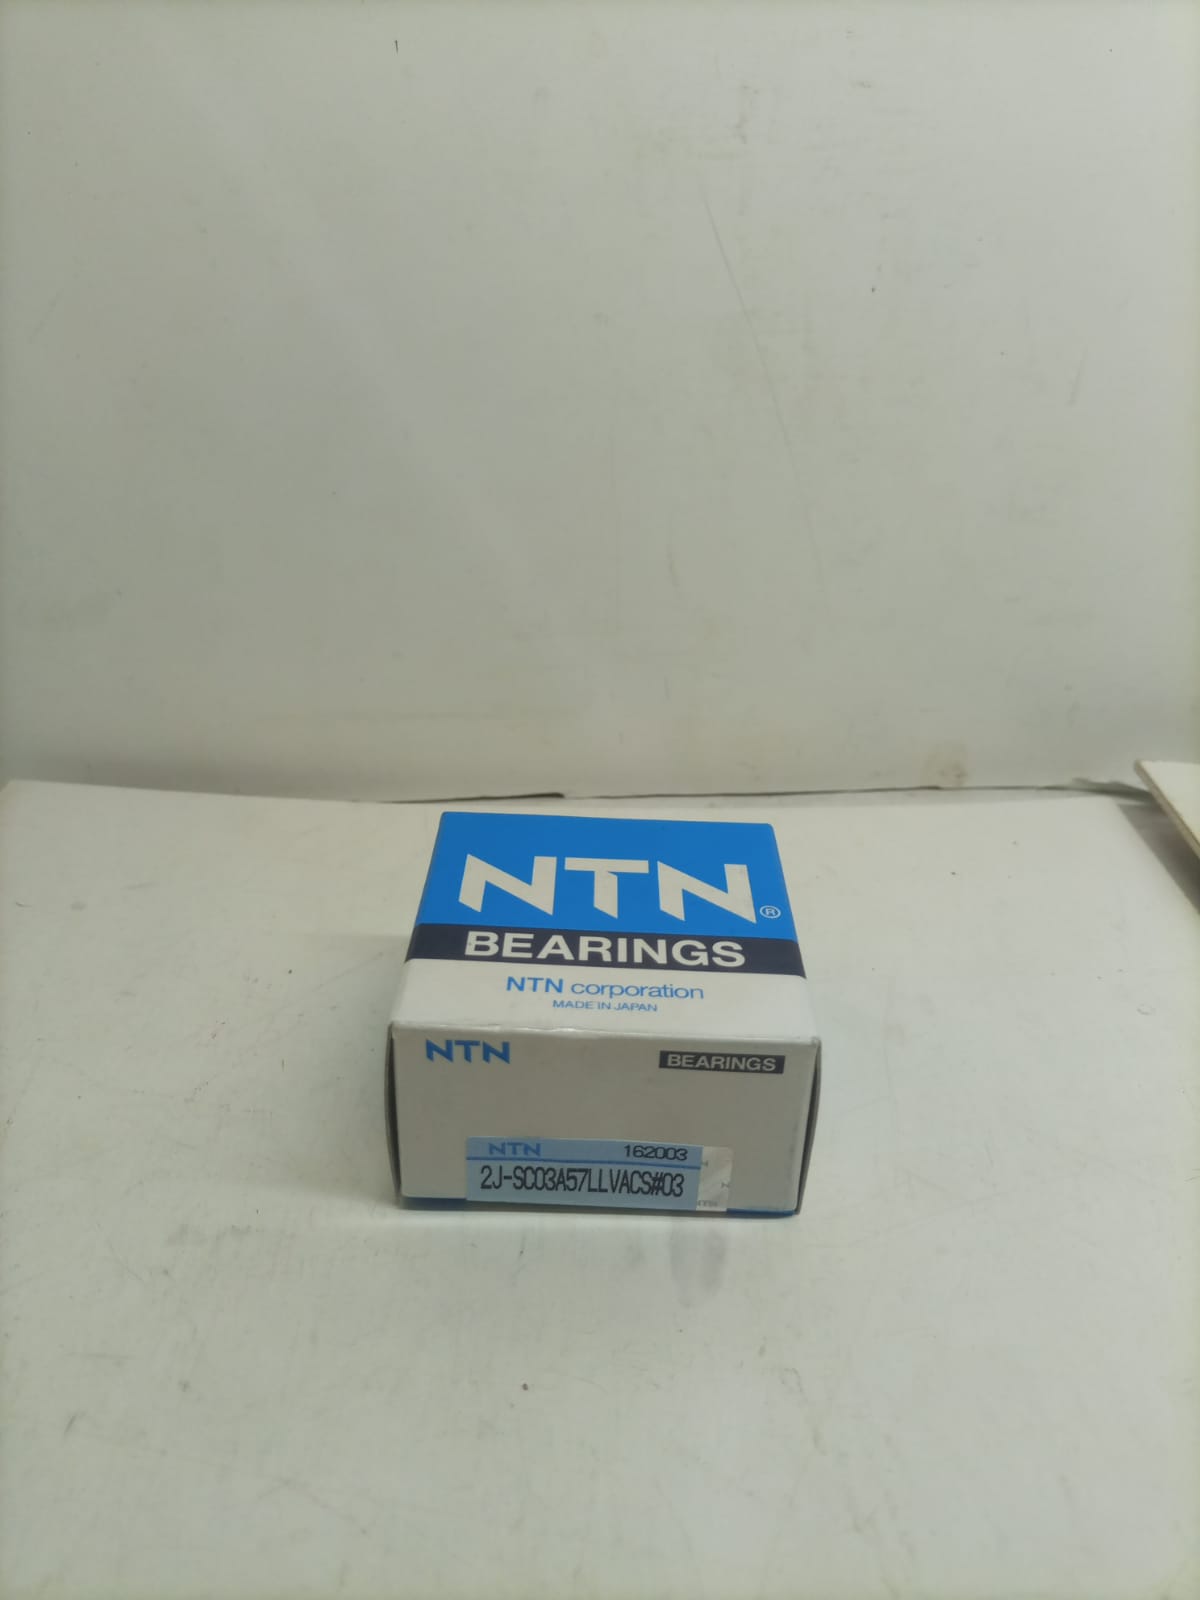 NTN®
BEARINGS
NTN corporation
MADE IN JAPAN
NTN BEARINGS
NTN 162003
2J-SC03A57LLVACS#03